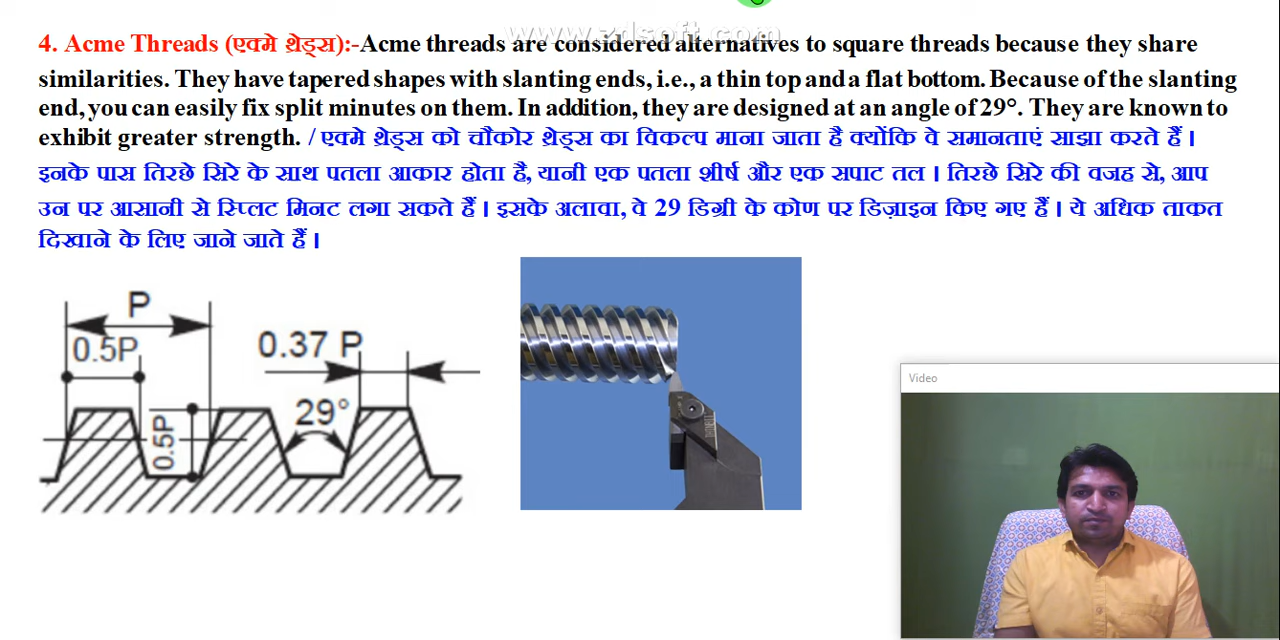 www.zdsoft.com
4. Acme Threads (एक्मे थ्रेड्स):-Acme threads are considered alternatives to square threads because they share
similarities. They have tapered shapes with slanting ends, i.e., a thin top and a flat bottom. Because of the slanting
end, you can easily fix split minutes on them. In addition, they are designed at an angle of 29°. They are known to
exhibit greater strength. / एक्मे थ्रेड्स को चौकोर थ्रेड्स का विकल्प माना जाता है क्योंकि वे समानताएं साझा करते हैं ।
इनके पास तिरछे सिरे के साथ पतला आकार होता है, यानी एक पतला शीर्ष और एक सपाट तल । तिरछे सिरे की वजह से, आप
उन पर आसानी से स्प्लिट मिनट लगा सकते हैं । इसके अलावा, वे 29 डिग्री के कोण पर डिज़ाइन किए गए हैं । ये अधिक ताकत
दिखाने के लिए जाने जाते हैं ।
P
0.5P
0.37 P
29°
0.5P
Video